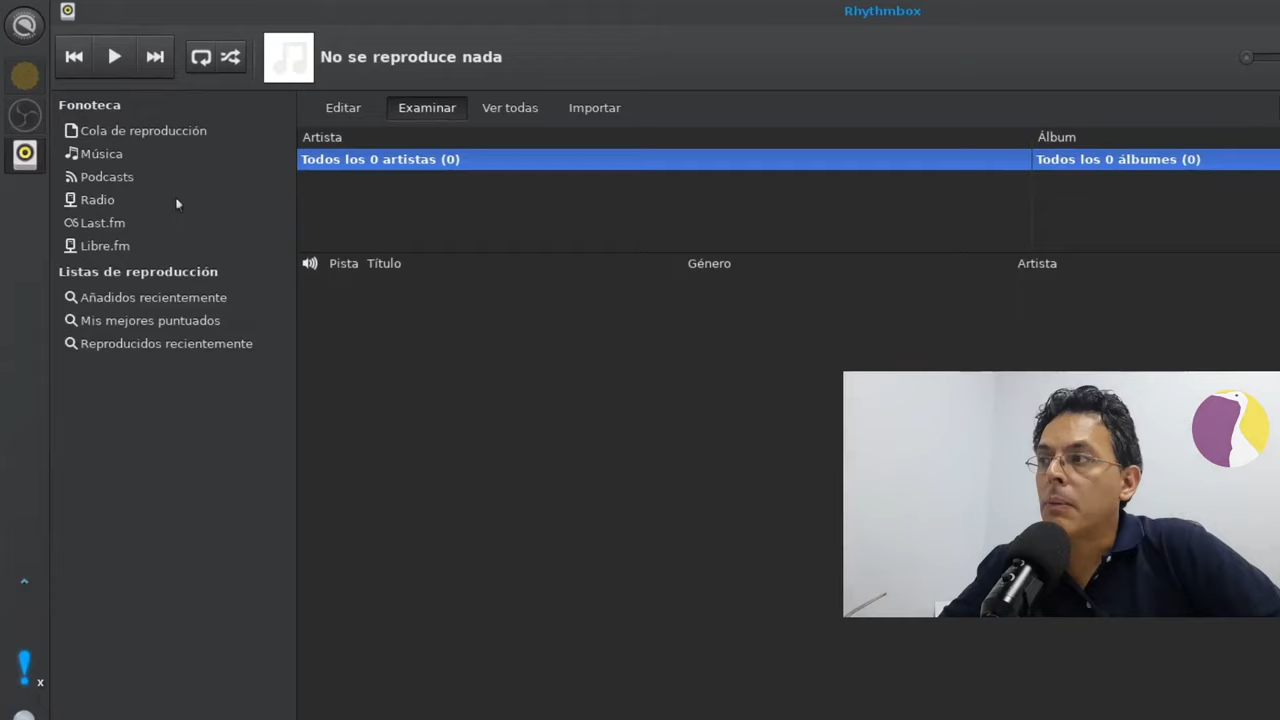 Rhythmbox
No se reproduce nada
Fonoteca
Cola de reproducción
Música
Podcasts
Radio
Last.fm
Libre.fm
Listas de reproducción
Añadidos recientemente
Mis mejores puntuados
Reproducidos recientemente
Editar Examinar Ver todas Importar
Artista Álbum
Todos los 0 artistas (0) Todos los 0 álbumes (0)
Pista Título Género Artista
x